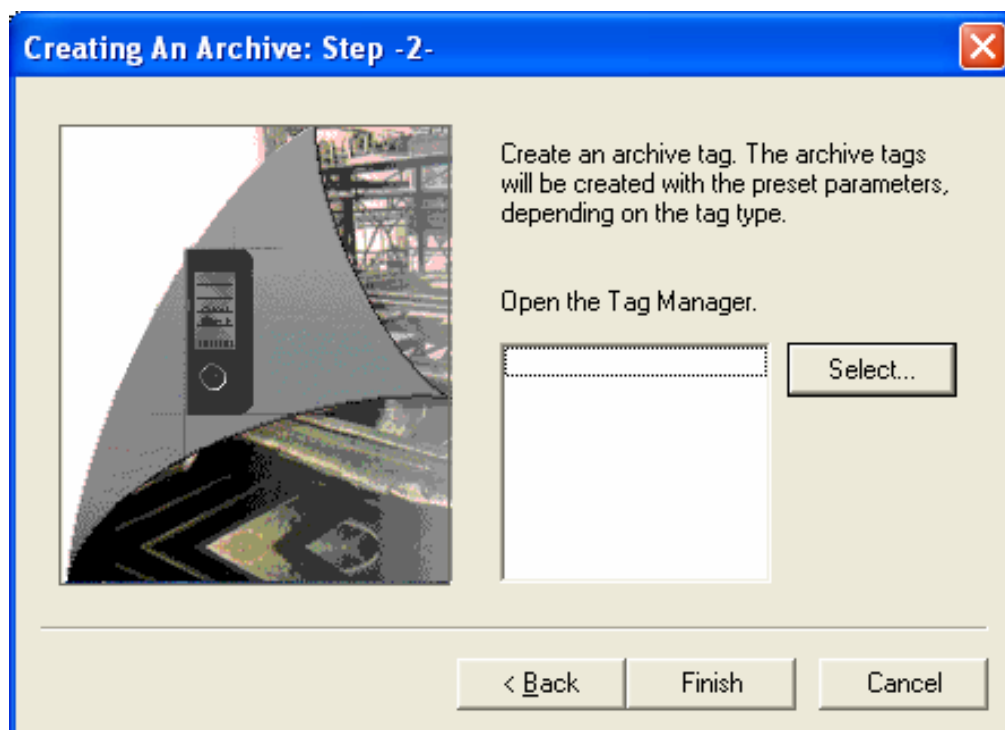 Creating An Archive: Step -2-
Create an archive tag. The archive tags
will be created with the preset parameters,
depending on the tag type.
Open the Tag Manager.
Select...
< Back
Finish
Cancel